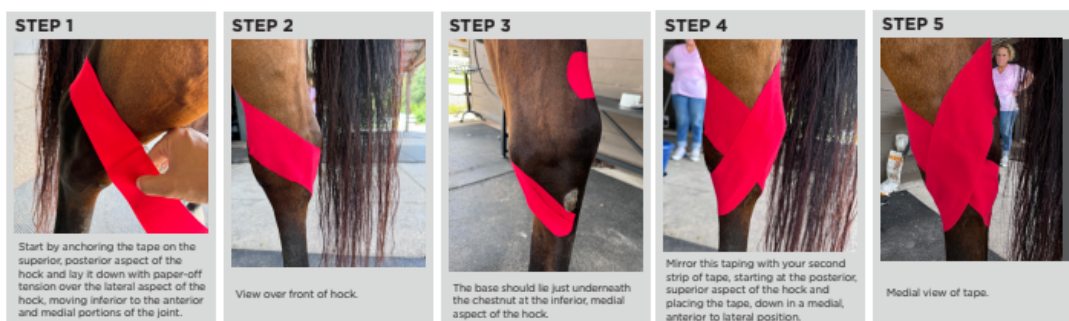 STEP 1
Start by anchoring the tape on the
superior, posterior aspect of the
hock and lay it down with paper-off
tension over the lateral aspect of the
hock, moving inferior to the anterior
and medial portions of the joint.
STEP 2
View over front of hock.
STEP 3
The base should lie just underneath
the chestnut at the inferior, medial
aspect of the hock.
STEP 4
Mirror this taping with your second
strip of tape, starting at the posterior,
superior aspect of the hock and
placing the tape, down in a medial,
anterior to lateral position.
STEP 5
Medial view of tape.